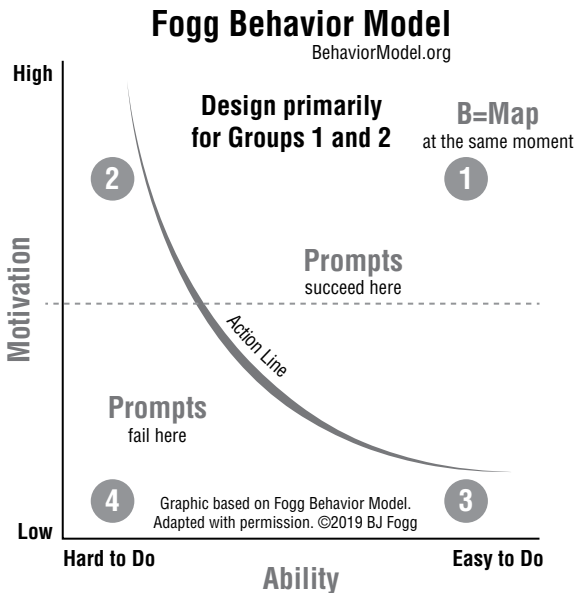 Fogg Behavior Model
BehaviorModel.org
High
Design primarily
for Groups 1 and 2
B=Map
at the same moment
2
1
Motivation
Prompts
succeed here
Action Line
Prompts
fail here
4
3
Graphic based on Fogg Behavior Model.
Adapted with permission. ©2019 BJ Fogg
Low
Hard to Do
Easy to Do
Ability